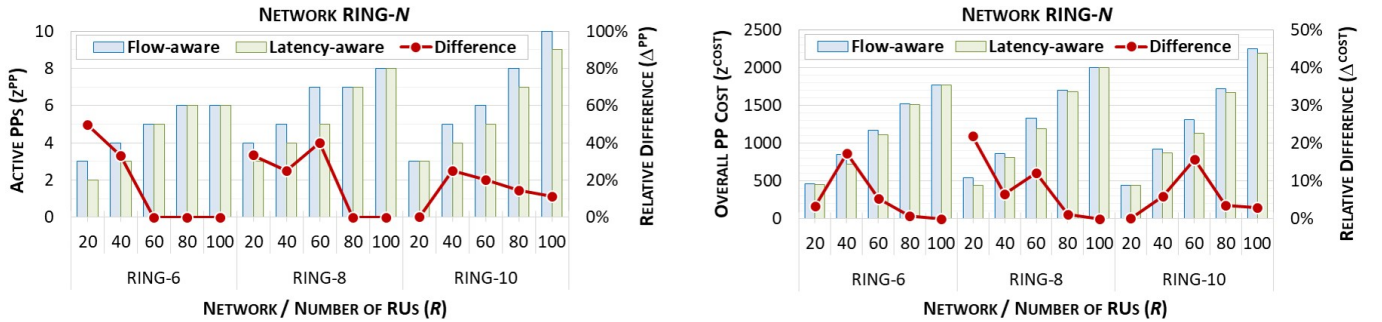 NETWORK RING-N
Flow-aware Latency-aware Difference
ACTIVE PPS (Z^PP)
10
8
6
4
2
0
100%
80%
60%
40%
20%
0%
RELATIVE DIFFERENCE (Δ^PP)
20 40 60 80 100 20 40 60 80 100 20 40 60 80 100
RING-6 RING-8 RING-10
NETWORK / NUMBER OF RUS (R)
NETWORK RING-N
Flow-aware Latency-aware Difference
OVERALL PP COST (Z^COST)
2500
2000
1500
1000
500
0
50%
40%
30%
20%
10%
0%
RELATIVE DIFFERENCE (Δ^COST)
20 40 60 80 100 20 40 60 80 100 20 40 60 80 100
RING-6 RING-8 RING-10
NETWORK / NUMBER OF RUS (R)